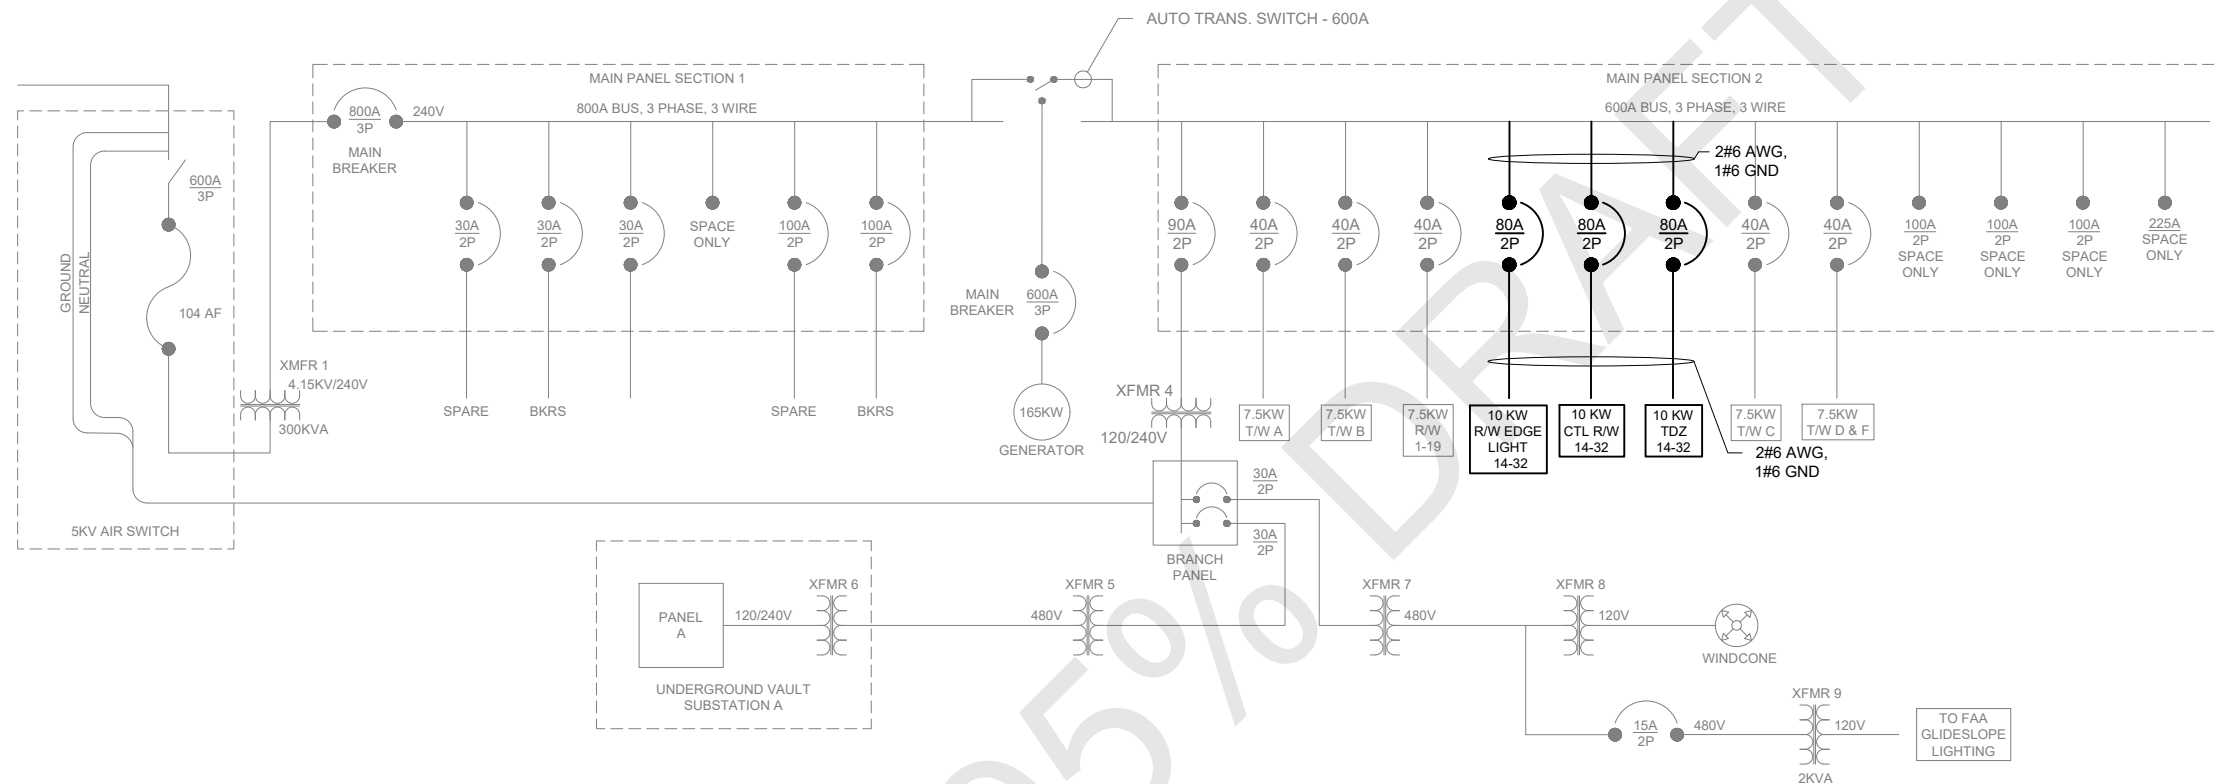 AUTO TRANS. SWITCH - 600A
MAIN PANEL SECTION 1
800A BUS, 3 PHASE, 3 WIRE
MAIN PANEL SECTION 2
600A BUS, 3 PHASE, 3 WIRE
800A
3P
240V
MAIN
BREAKER
2#6 AWG,
1#6 GND
600A
3P
GROUND
NEUTRAL
104 AF
30A
2P
30A
2P
30A
2P
SPACE
ONLY
100A
2P
100A
2P
90A
2P
40A
2P
40A
2P
40A
2P
80A
2P
80A
2P
80A
2P
40A
2P
40A
2P
100A
2P
SPACE
ONLY
100A
2P
SPACE
ONLY
100A
2P
SPACE
ONLY
225A
SPACE
ONLY
MAIN
BREAKER
600A
3P
XMFR 1
4.15KV/240V
300KVA
SPARE
BKRS
SPARE
BKRS
165KW
GENERATOR
XFMR 4
120/240V
7.5KW
T/W A
7.5KW
T/W B
7.5KW
R/W
1-19
10 KW
R/W EDGE
LIGHT
14-32
10 KW
CTL R/W
14-32
10 KW
TDZ
14-32
7.5KW
T/W C
7.5KW
T/W D & F
2#6 AWG,
1#6 GND
5KV AIR SWITCH
30A
2P
30A
2P
BRANCH
PANEL
PANEL
A
120/240V
XFMR 6
UNDERGROUND VAULT
SUBSTATION A
480V
XFMR 5
XFMR 7
480V
XFMR 8
120V
WINDCONE
15A
2P
480V
XFMR 9
120V
2KVA
TO FAA
GLIDESLOPE
LIGHTING
95% DRAFT